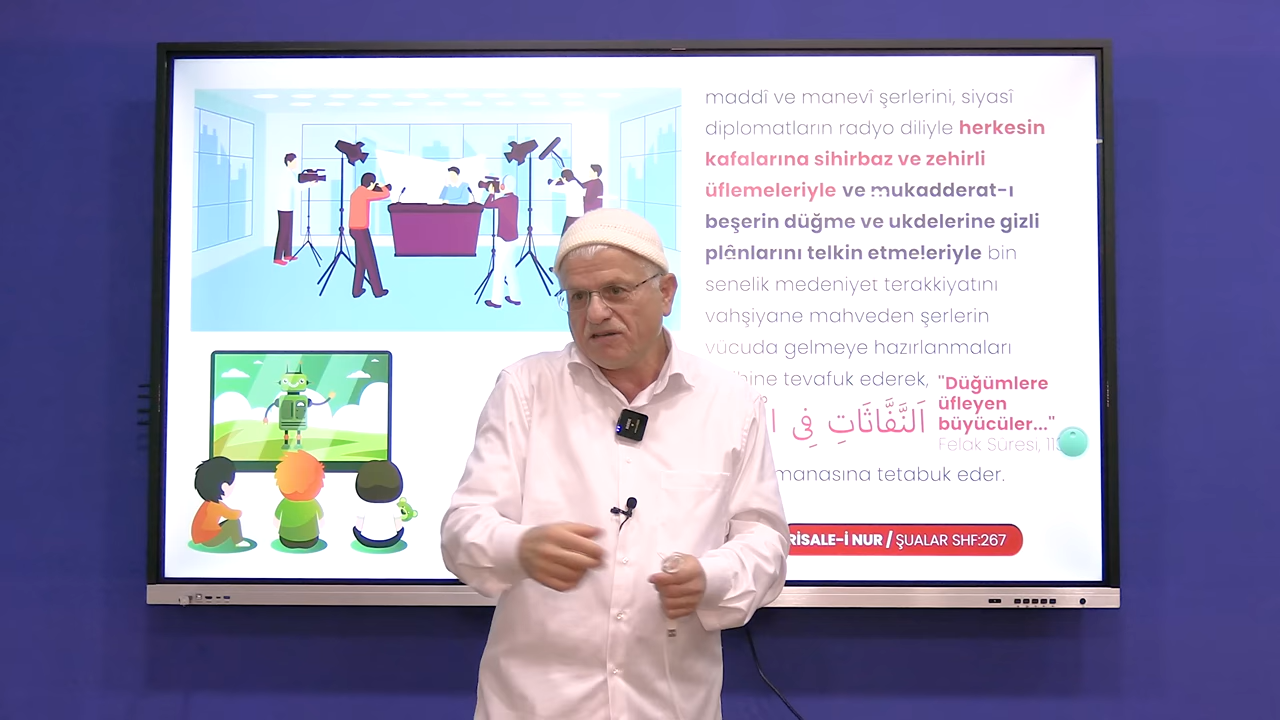 maddî ve manevî şerlerini, siyasî
diplomatların radyo diliyle herkesin
kafalarına sihirbaz ve zehirli
üflemeleriyle ve mukadderat-ı
beşerin düğme ve ukdelerine gizli
plânlarını telkin etmeleriyle bin
senelik medeniyet terakkiyatını
vahşiyane mahveden şerlerin
vücuda gelmeye hazırlanmaları
tevafuk ederek,
"Düğümlere
üfleyen
büyücüler..."
Felak Sûresi,
اَلنَّفَّاثَاتِ فِى
manasına tetabuk eder.
RİSALE-İ NUR / ŞUALAR SHF:267